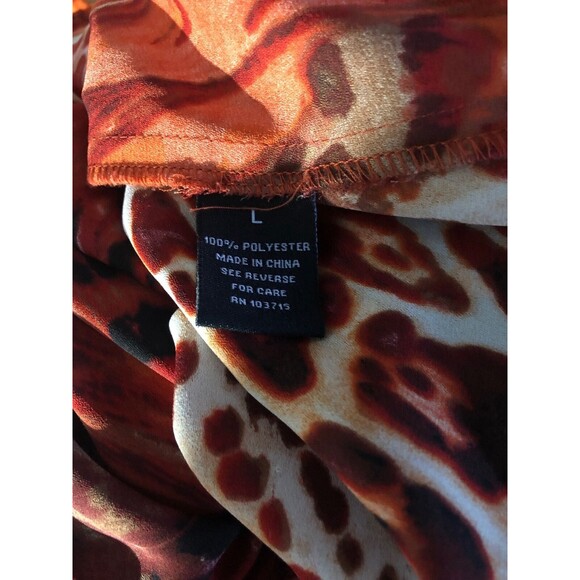 L
100% POLYESTER
MADE IN CHINA
SEE REVERSE
FOR CARE
RN 103715